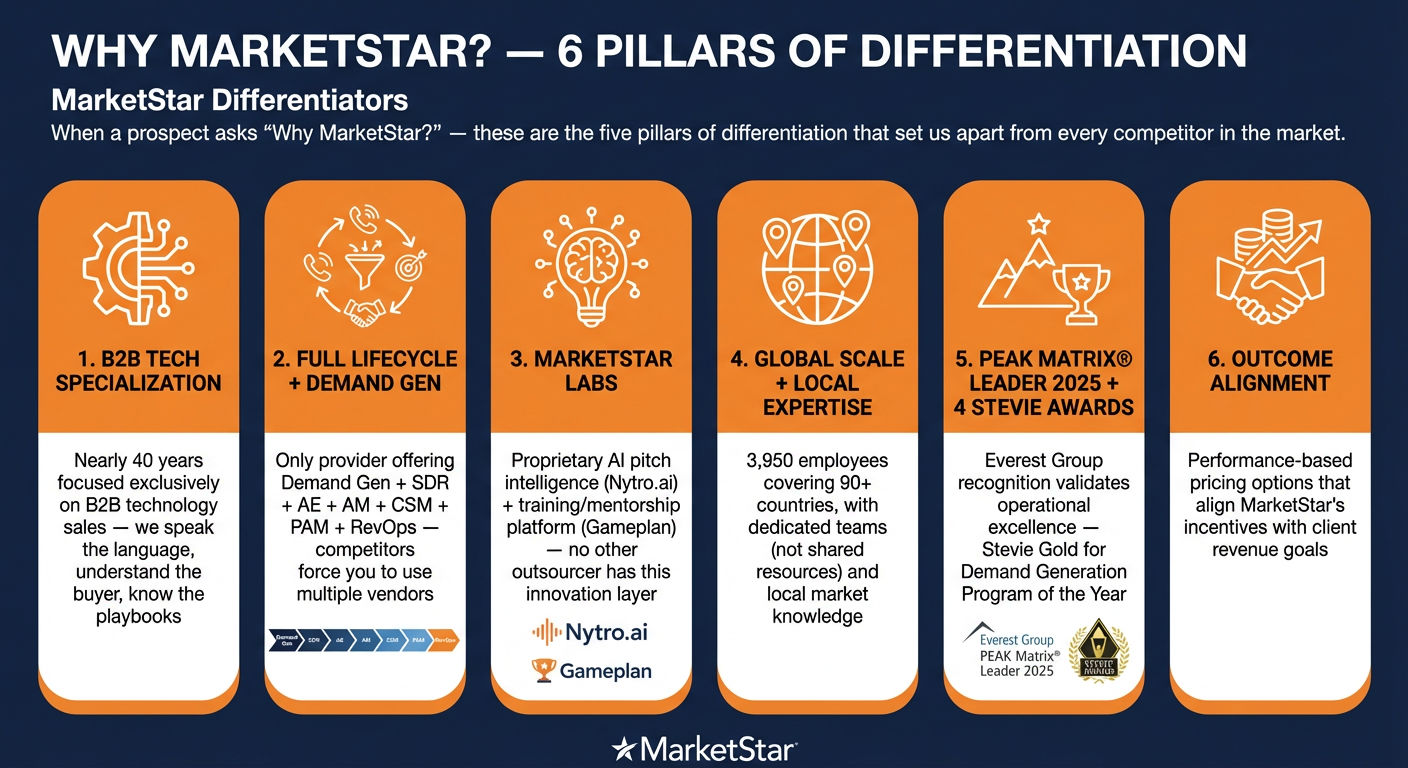 WHY MARKETSTAR? — 6 PILLARS OF DIFFERENTIATION
MarketStar Differentiators
When a prospect asks “Why MarketStar?” — these are the five pillars of differentiation that set us apart from every competitor in the market.
1. B2B TECH
SPECIALIZATION
Nearly 40 years
focused exclusively
on B2B technology
sales — we speak
the language,
understand the
buyer, know the
playbooks
2. FULL LIFECYCLE
+ DEMAND GEN
Only provider offering
Demand Gen + SDR
+ AE + AM + CSM +
PAM + RevOps —
competitors
force you to use
multiple vendors
SDR
AE
AM
CSM
PAM
RevOps
3. MARKETSTAR
LABS
Proprietary AI pitch
intelligence (Nytro.ai)
+ training/mentorship
platform (Gameplan)
— no other
outsourcer has this
innovation layer
Nytro.ai
Gameplan
4. GLOBAL SCALE
+ LOCAL
EXPERTISE
3,950 employees
covering 90+
countries, with
dedicated teams
(not shared
resources) and
local market
knowledge
5. PEAK MATRIX®
LEADER 2025 +
4 STEVIE AWARDS
Everest Group
recognition validates
operational
excellence —
Stevie Gold for
Demand Generation
Program of the Year
Everest Group
PEAK Matrix®
Leader 2025
6. OUTCOME
ALIGNMENT
Performance-based
pricing options that
align MarketStar's
incentives with client
revenue goals
MarketStar